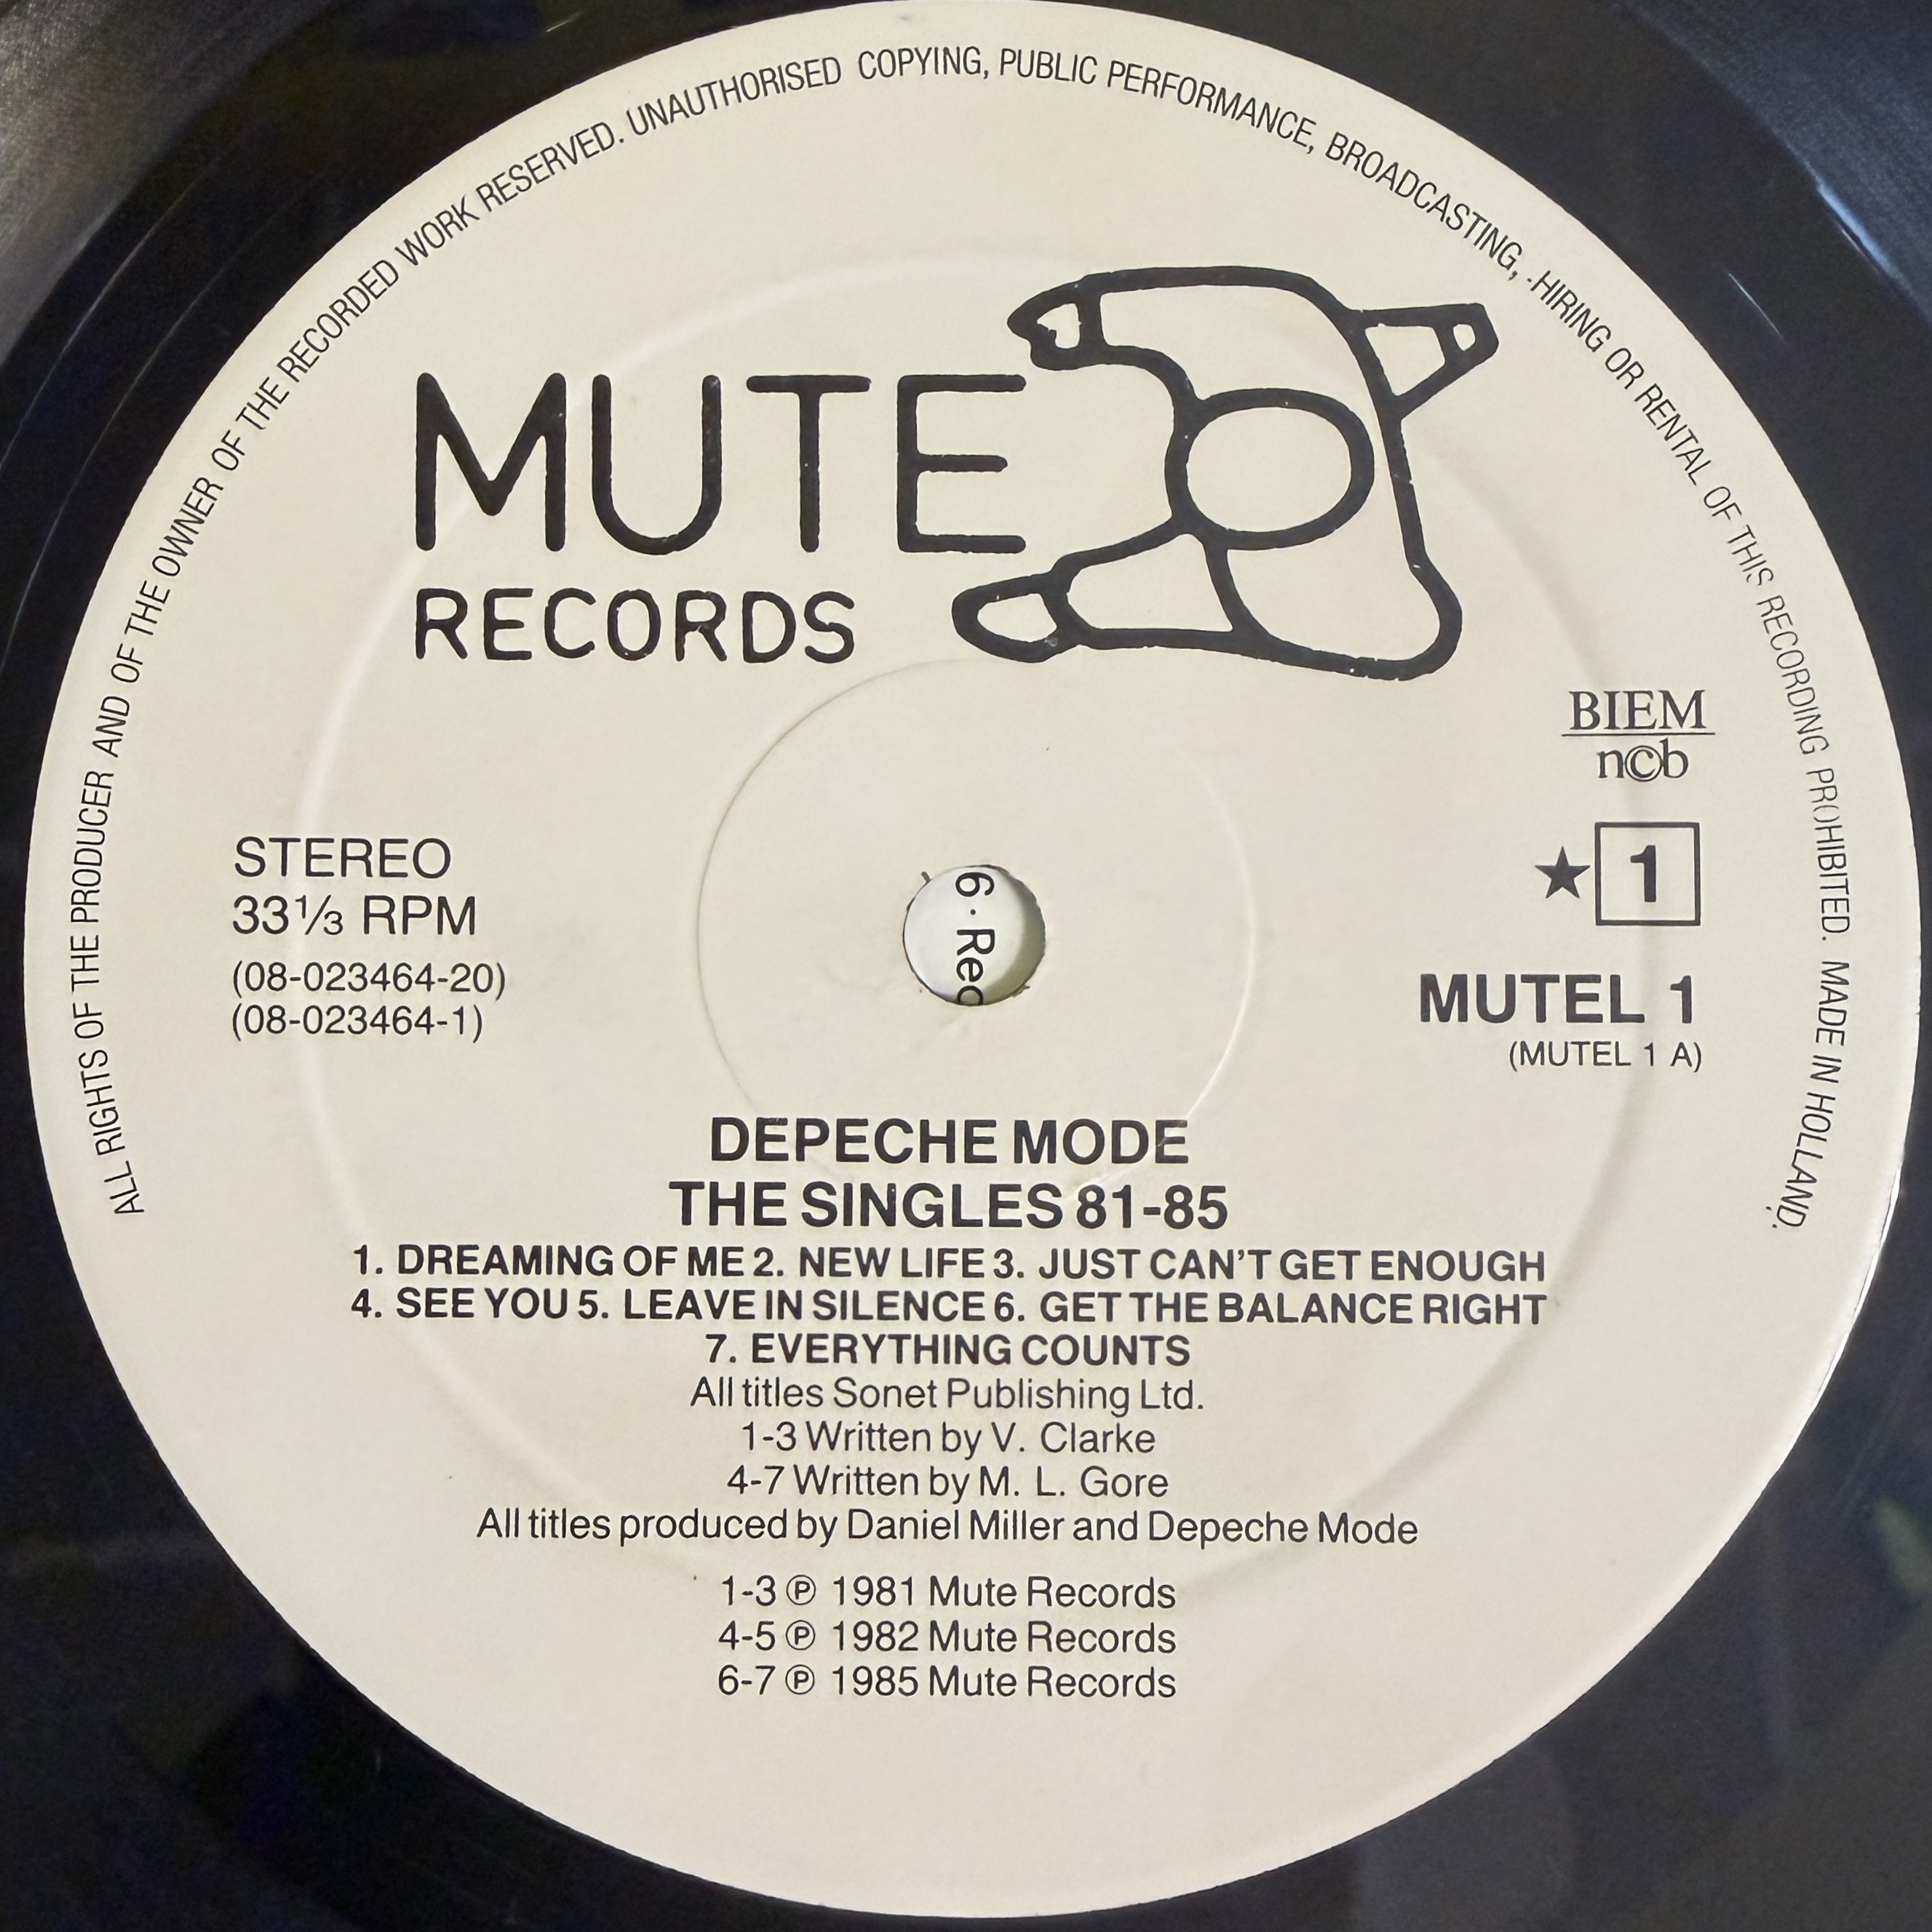 ALL RIGHTS OF THE PRODUCER AND OF THE OWNER OF THE RECORDED WORK RESERVED. UNAUTHORISED COPYING, PUBLIC PERFORMANCE, BROADCASTING, HIRING OR RENTAL OF THIS RECORDING PROHIBITED. MADE IN HOLLAND.
MUTE
RECORDS
BIEM
n©b
★ 1
STEREO
33⅓ RPM
(08-023464-20)
(08-023464-1)
6 · Rec
MUTEL 1
(MUTEL 1 A)
DEPECHE MODE
THE SINGLES 81-85
1. DREAMING OF ME 2. NEW LIFE 3. JUST CAN'T GET ENOUGH
4. SEE YOU 5. LEAVE IN SILENCE 6. GET THE BALANCE RIGHT
7. EVERYTHING COUNTS
All titles Sonet Publishing Ltd.
1-3 Written by V. Clarke
4-7 Written by M. L. Gore
All titles produced by Daniel Miller and Depeche Mode
1-3 ℗ 1981 Mute Records
4-5 ℗ 1982 Mute Records
6-7 ℗ 1985 Mute Records